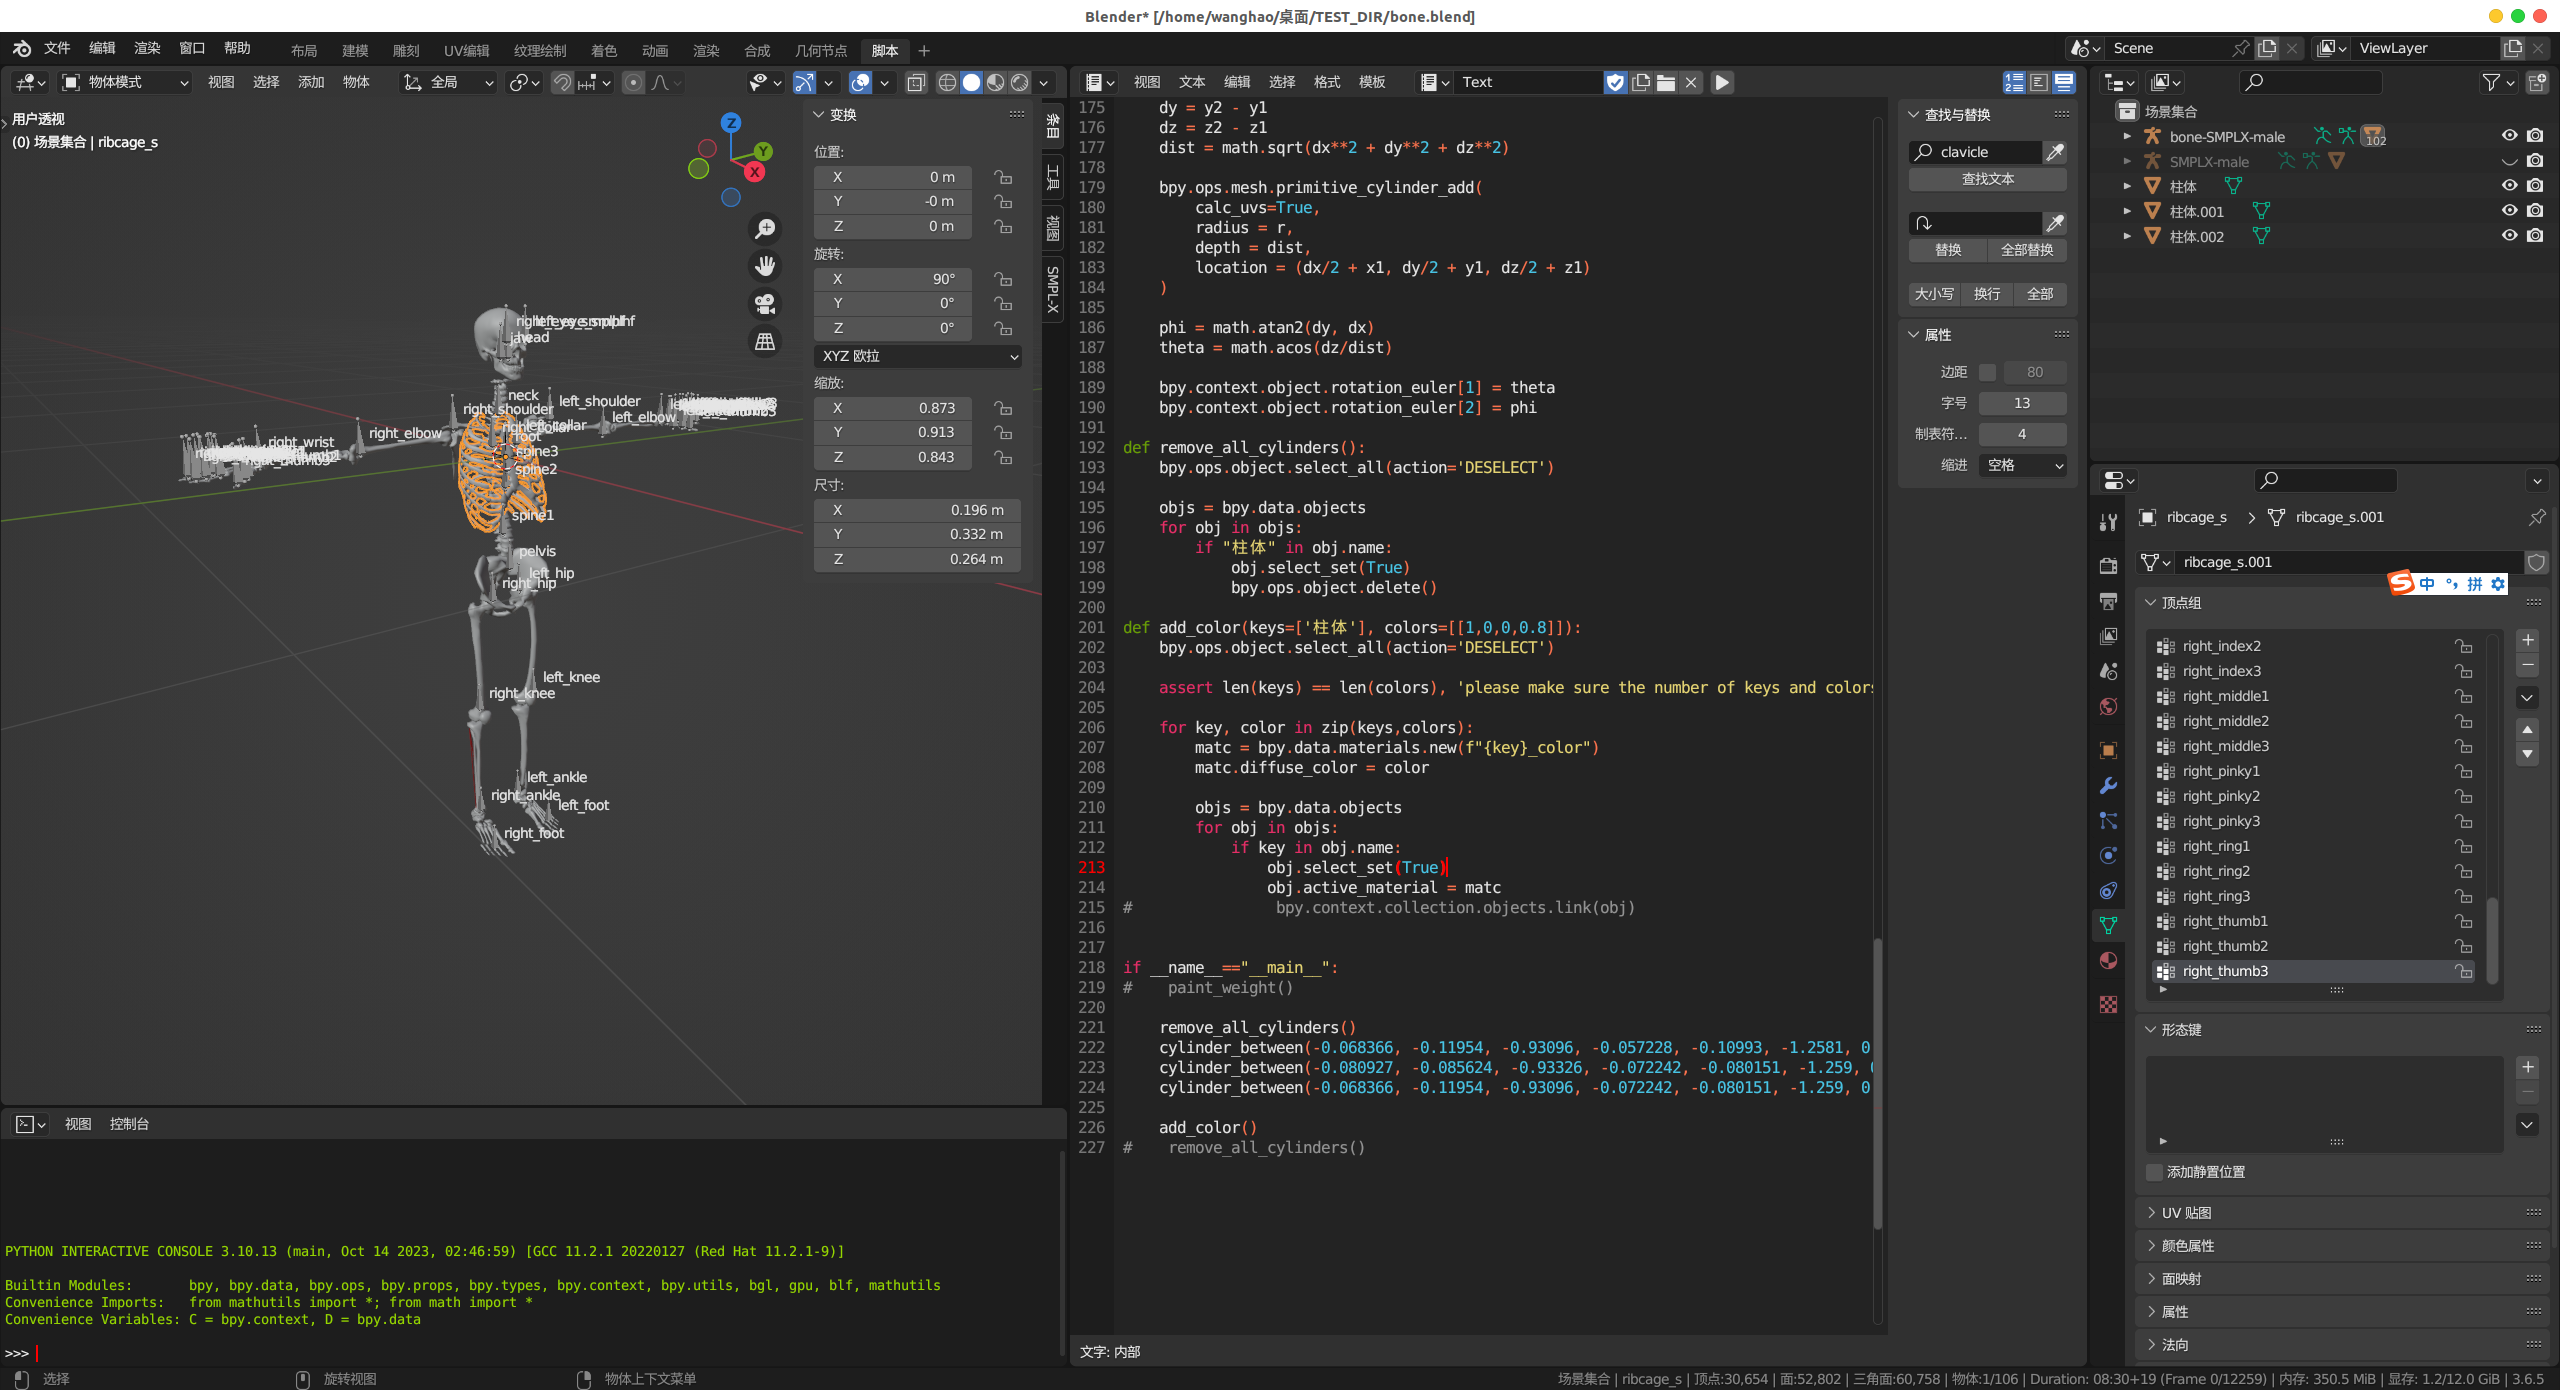 Blender* [/home/wanghao/桌面/TEST_DIR/bone.blend]
文件 编辑 渲染 窗口 帮助 布局 建模 雕刻 UV编辑 纹理绘制 着色 动画 渲染 合成 几何节点 脚本 Scene ViewLayer
物体模式 视图 选择 添加 物体 全局
用户透视
(0) 场景集合 | ribcage_s
Z
Y
X
jaw
head
neck
right_shoulder
left_shoulder
left_elbow
right_elbow
right_wrist
root
spine3
spine2
spine1
pelvis
left_hip
right_hip
left_knee
right_knee
left_ankle
right_ankle
left_foot
right_foot
变换
位置:
X 0 m
Y -0 m
Z 0 m
旋转:
X 90°
Y 0°
Z 0°
XYZ 欧拉
缩放:
X 0.873
Y 0.913
Z 0.843
尺寸:
X 0.196 m
Y 0.332 m
Z 0.264 m
条目
工具
视图
SMPL-X
视图 控制台
PYTHON INTERACTIVE CONSOLE 3.10.13 (main, Oct 14 2023, 02:46:59) [GCC 11.2.1 20220127 (Red Hat 11.2.1-9)]
Builtin Modules: bpy, bpy.data, bpy.ops, bpy.props, bpy.types, bpy.context, bpy.utils, bgl, gpu, blf, mathutils
Convenience Imports: from mathutils import *; from math import *
Convenience Variables: C = bpy.context, D = bpy.data
>>>
视图 文本 编辑 选择 格式 模板 Text
175 dy = y2 - y1
176 dz = z2 - z1
177 dist = math.sqrt(dx**2 + dy**2 + dz**2)
178
179 bpy.ops.mesh.primitive_cylinder_add(
180 calc_uvs=True,
181 radius = r,
182 depth = dist,
183 location = (dx/2 + x1, dy/2 + y1, dz/2 + z1)
184 )
185
186 phi = math.atan2(dy, dx)
187 theta = math.acos(dz/dist)
188
189 bpy.context.object.rotation_euler[1] = theta
190 bpy.context.object.rotation_euler[2] = phi
191
192 def remove_all_cylinders():
193 bpy.ops.object.select_all(action='DESELECT')
194
195 objs = bpy.data.objects
196 for obj in objs:
197 if "柱体" in obj.name:
198 obj.select_set(True)
199 bpy.ops.object.delete()
200
201 def add_color(keys=['柱体'], colors=[[1,0,0,0.8]]):
202 bpy.ops.object.select_all(action='DESELECT')
203
204 assert len(keys) == len(colors), 'please make sure the number of keys and colors
205
206 for key, color in zip(keys,colors):
207 matc = bpy.data.materials.new(f"{key}_color")
208 matc.diffuse_color = color
209
210 objs = bpy.data.objects
211 for obj in objs:
212 if key in obj.name:
213 obj.select_set(True)
214 obj.active_material = matc
215 # bpy.context.collection.objects.link(obj)
216
217
218 if __name__=="__main__":
219 # paint_weight()
220
221 remove_all_cylinders()
222 cylinder_between(-0.068366, -0.11954, -0.93096, -0.057228, -0.10993, -1.2581, 0
223 cylinder_between(-0.080927, -0.085624, -0.93326, -0.072242, -0.080151, -1.259, 0
224 cylinder_between(-0.068366, -0.11954, -0.93096, -0.072242, -0.080151, -1.259, 0
225
226 add_color()
227 # remove_all_cylinders()
文字: 内部
查找与替换
clavicle
查找文本
替换 全部替换
大小写 换行 全部
属性
边距 80
字号 13
制表符... 4
缩进 空格
场景集合
bone-SMPLX-male 102
SMPLX-male
柱体
柱体.001
柱体.002
ribcage_s ribcage_s.001
ribcage_s.001
中 °, 拼
顶点组
right_index2
right_index3
right_middle1
right_middle2
right_middle3
right_pinky1
right_pinky2
right_pinky3
right_ring1
right_ring2
right_ring3
right_thumb1
right_thumb2
right_thumb3
形态键
添加静置位置
UV 贴图
颜色属性
面映射
属性
法向
选择 旋转视图 物体上下文菜单 场景集合 | ribcage_s | 顶点:30,654 | 面:52,802 | 三角面:60,758 | 物体:1/106 | Duration: 08:30+19 (Frame 0/12259) | 内存: 350.5 MiB | 显存: 1.2/12.0 GiB | 3.6.5